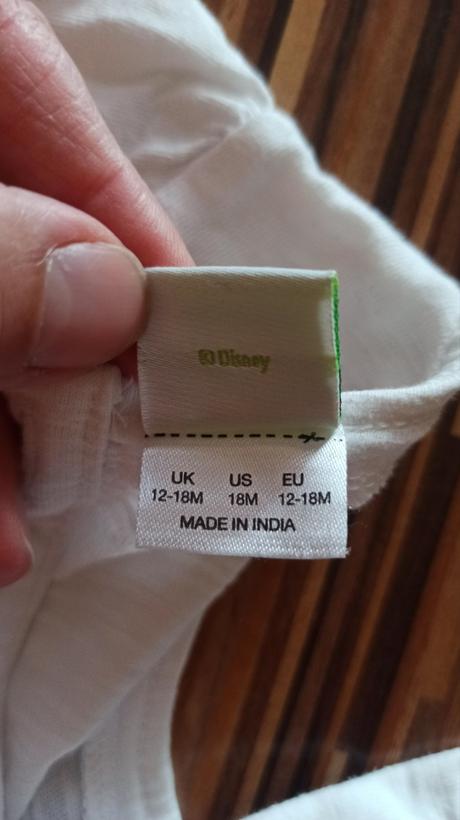 © Disney
UK US EU
12-18M 18M 12-18M
MADE IN INDIA